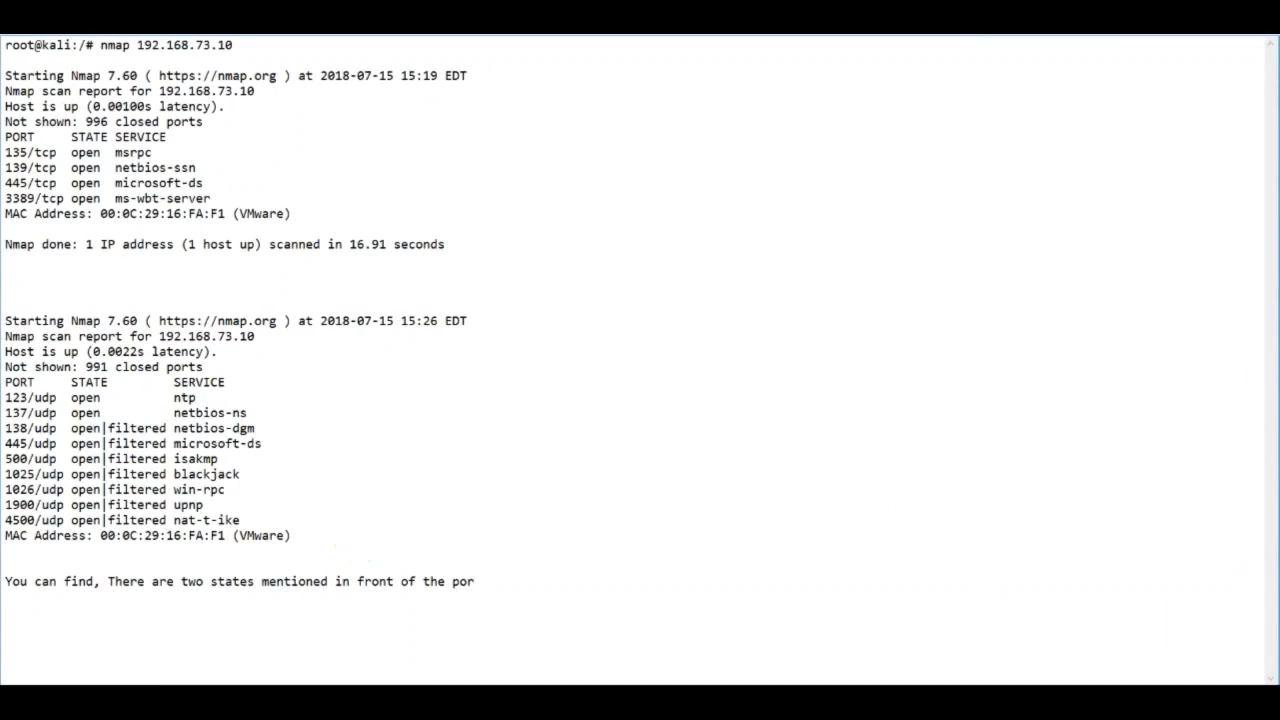 root@kali:/# nmap 192.168.73.10
Starting Nmap 7.60 ( https://nmap.org ) at 2018-07-15 15:19 EDT
Nmap scan report for 192.168.73.10
Host is up (0.00100s latency).
Not shown: 996 closed ports
PORT     STATE SERVICE
135/tcp  open  msrpc
139/tcp  open  netbios-ssn
445/tcp  open  microsoft-ds
3389/tcp open  ms-wbt-server
MAC Address: 00:0C:29:16:FA:F1 (VMware)
Nmap done: 1 IP address (1 host up) scanned in 16.91 seconds
Starting Nmap 7.60 ( https://nmap.org ) at 2018-07-15 15:26 EDT
Nmap scan report for 192.168.73.10
Host is up (0.0022s latency).
Not shown: 991 closed ports
PORT     STATE         SERVICE
123/udp  open          ntp
137/udp  open          netbios-ns
138/udp  open|filtered netbios-dgm
445/udp  open|filtered microsoft-ds
500/udp  open|filtered isakmp
1025/udp open|filtered blackjack
1026/udp open|filtered win-rpc
1900/udp open|filtered upnp
4500/udp open|filtered nat-t-ike
MAC Address: 00:0C:29:16:FA:F1 (VMware)
You can find, There are two states mentioned in front of the por